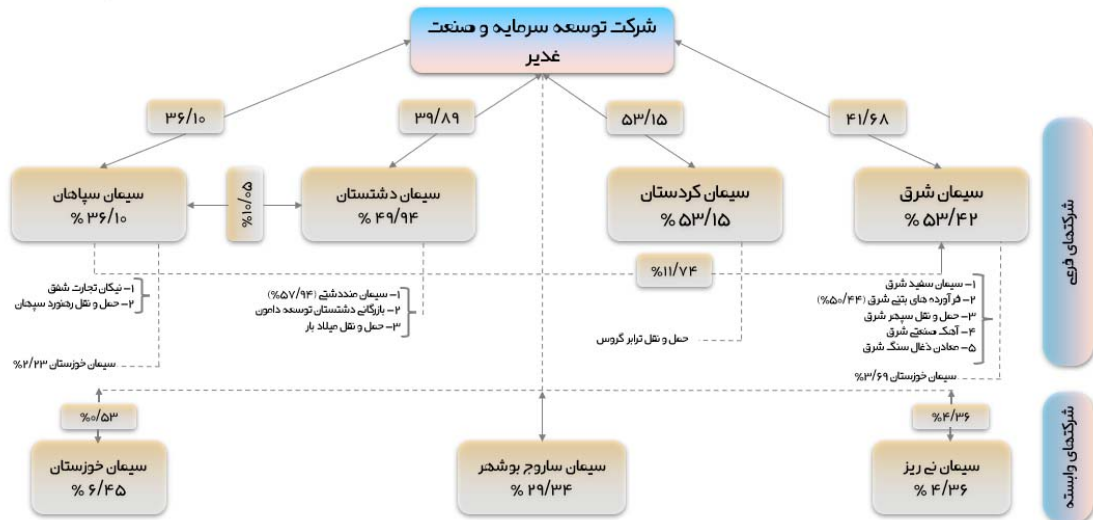 شرکت توسعه سرمایه و صنعت
غدیر
۴۱/۶۸
۵۳/۱۵
۳۹/۸۹
۳۶/۱۰
شرکتهای فرعی
سیمان شرق
% ۵۳/۴۲
سیمان کردستان
% ۵۳/۱۵
سیمان دشتستان
% ۴۹/۹۴
%۱۰/۰۵
سیمان سپاهان
% ۳۶/۱۰
%۱۱/۷۴
۱- سیمان سفید شرق
۲- فرآورده های بتنی شرق (%۵۰/۴۴)
۳- حمل و نقل سپهر شرق
۴- آهک صنعتی شرق
۵- معادن ذغال سنگ شرق
سیمان خوزستان ۳/۶۹%
حمل و نقل ترابر گروس
۱- سیمان مند دشتی (%۵۷/۹۴)
۲- بازرگانی دشتستان توسعه دامون
۳- حمل و نقل میلاد بار
۱- نیکان تجارت شفق
۲- حمل و نقل رهنورد سپهان
سیمان خوزستان ۲/۲۳%
شرکتهای وابسته
%۴/۳۶
%۰/۵۳
سیمان نی ریز
% ۴/۳۶
سیمان ساروج بوشهر
% ۲۹/۳۴
سیمان خوزستان
% ۶/۴۵